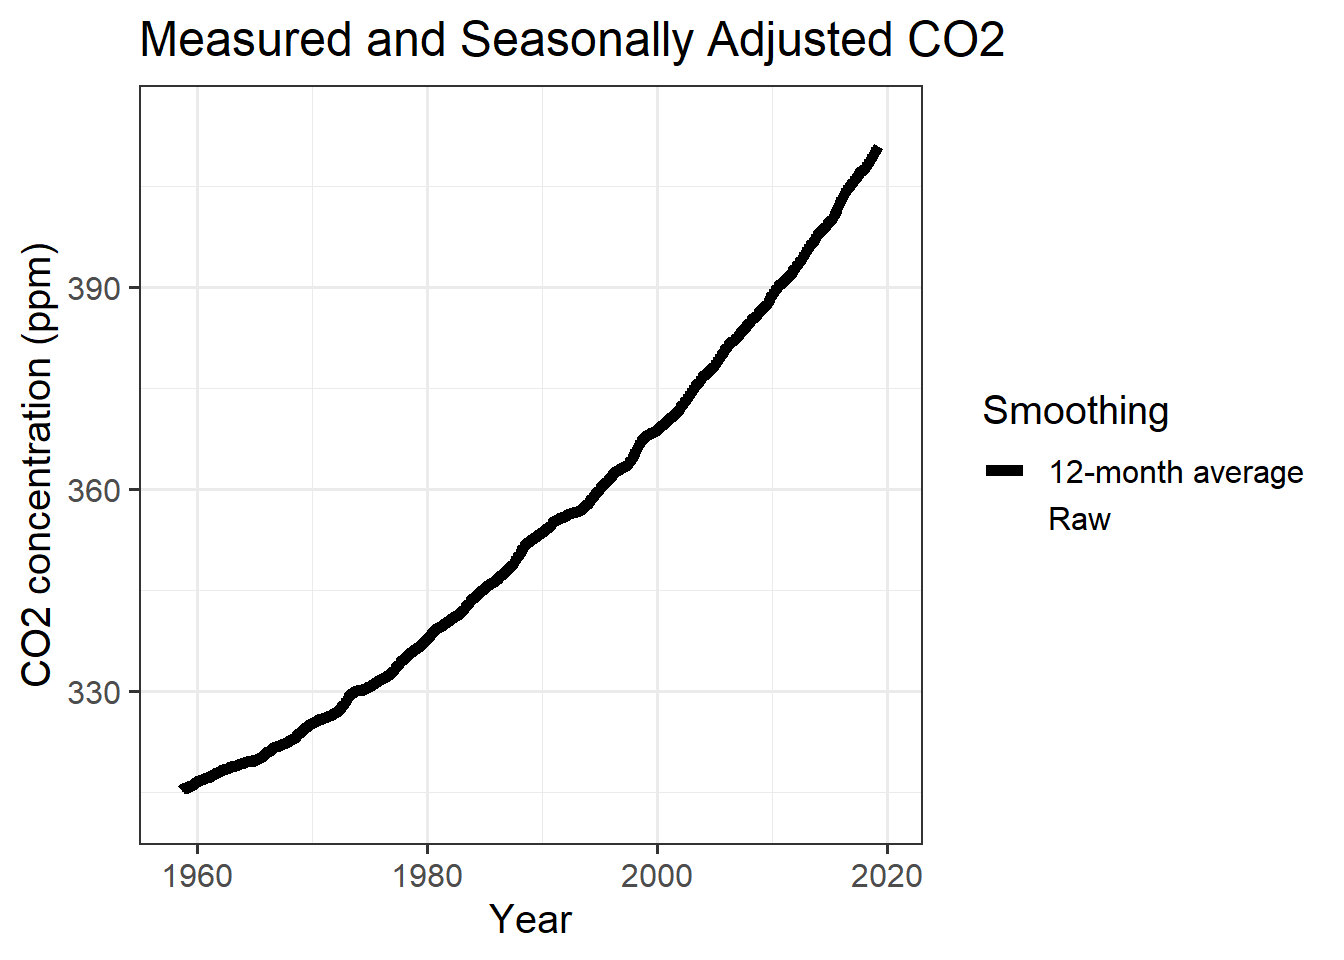 Measured and Seasonally Adjusted CO2
CO2 concentration (ppm)
390
360
330
1960 1980 2000 2020
Year
Smoothing
12-month average
Raw